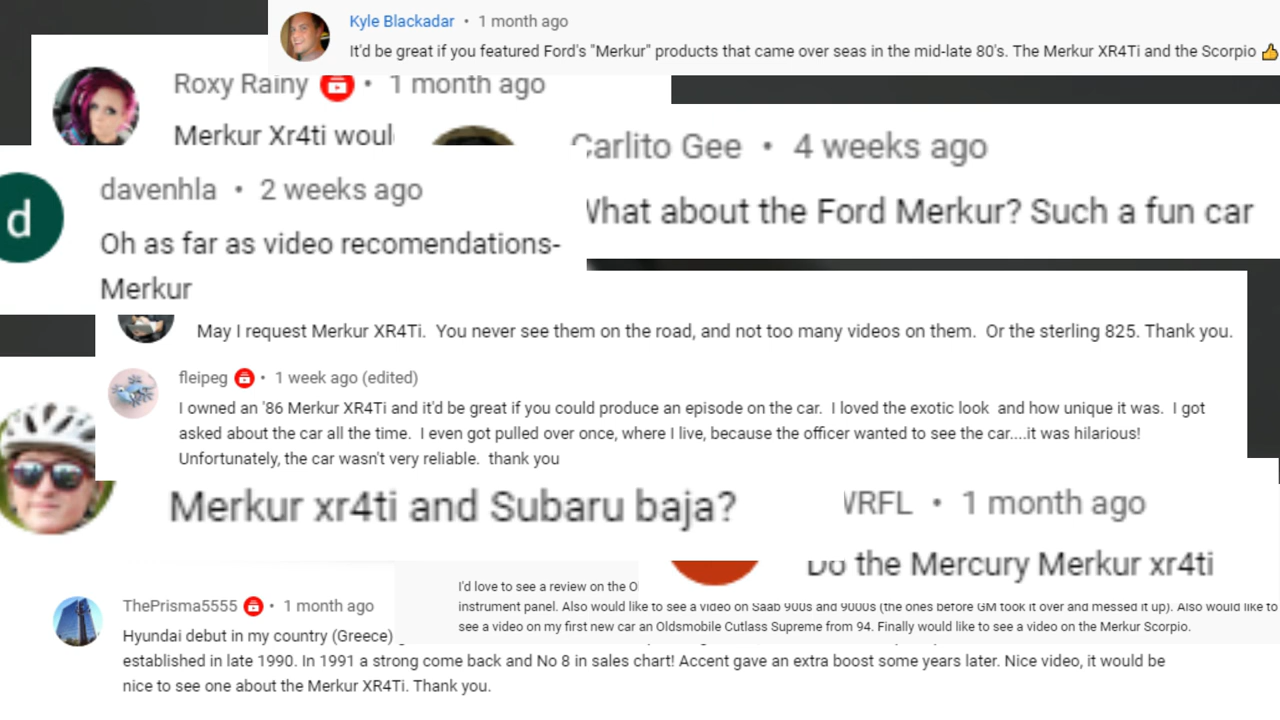 Kyle Blackadar • 1 month ago
It'd be great if you featured Ford's "Merkur" products that came over seas in the mid-late 80's. The Merkur XR4Ti and the Scorpio 👍
Roxy Rainy • 1 month ago
Merkur Xr4ti woul
Carlito Gee • 4 weeks ago
What about the Ford Merkur? Such a fun car
d
davenhla • 2 weeks ago
Oh as far as video recomendations-
Merkur
May I request Merkur XR4Ti. You never see them on the road, and not too many videos on them. Or the sterling 825. Thank you.
fleipeg • 1 week ago (edited)
I owned an '86 Merkur XR4Ti and it'd be great if you could produce an episode on the car. I loved the exotic look and how unique it was. I got
asked about the car all the time. I even got pulled over once, where I live, because the officer wanted to see the car....it was hilarious!
Unfortunately, the car wasn't very reliable. thank you
Merkur xr4ti and Subaru baja?
WRFL • 1 month ago
Do the Mercury Merkur xr4ti
I'd love to see a review on the O
instrument panel. Also would like to see a video on Saab 900s and 9000s (the ones before GM took it over and messed it up). Also would like to
see a video on my first new car an Oldsmobile Cutlass Supreme from 94. Finally would like to see a video on the Merkur Scorpio.
ThePrisma5555 • 1 month ago
Hyundai debut in my country (Greece)
established in late 1990. In 1991 a strong come back and No 8 in sales chart! Accent gave an extra boost some years later. Nice video, it would be
nice to see one about the Merkur XR4Ti. Thank you.